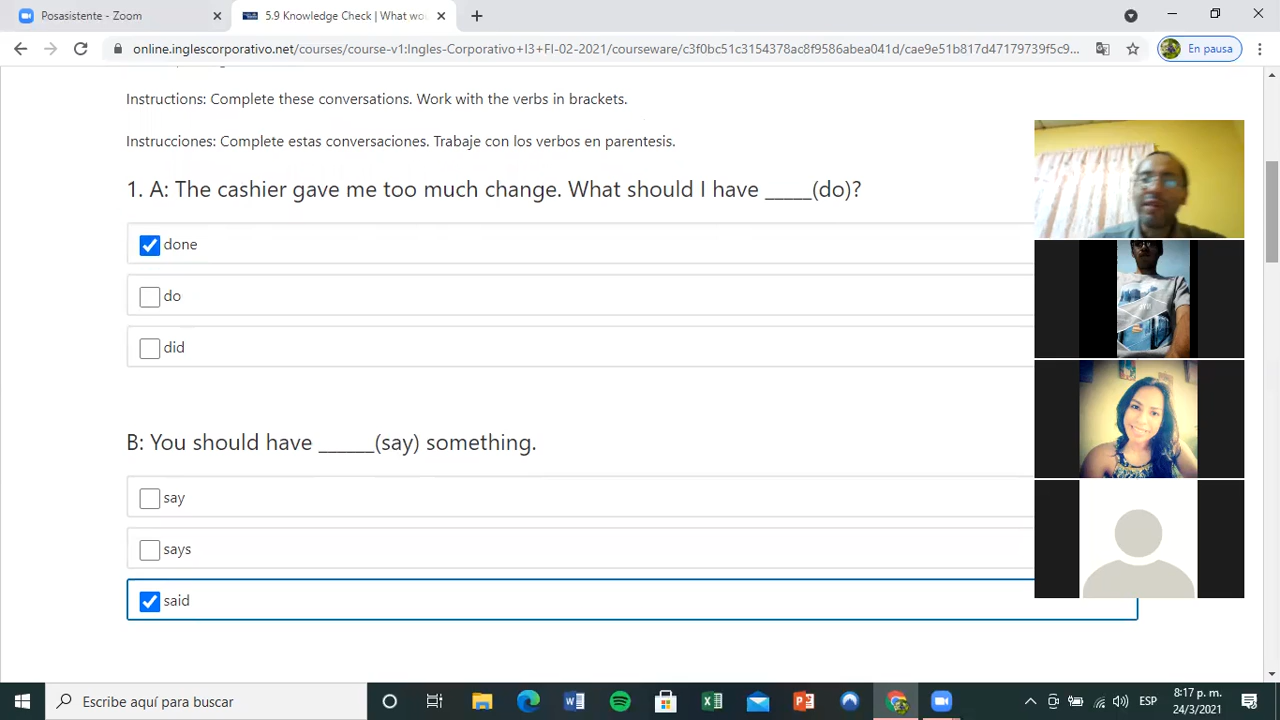 Posasistente - Zoom
5.9 Knowledge Check | What wou
online.inglescorporativo.net/courses/course-v1:Ingles-Corporativo+I3+FI-02-2021/courseware/c3f0bc51c3154378ac8f9586abea041d/cae9e51b817d47179739f5c9...
En pausa
Instructions: Complete these conversations. Work with the verbs in brackets.
Instrucciones: Complete estas conversaciones. Trabaje con los verbos en parentesis.
1. A: The cashier gave me too much change. What should I have _____(do)?
done
do
did
B: You should have ______(say) something.
say
says
said
Escribe aquí para buscar
ESP
8:17 p. m.
24/3/2021